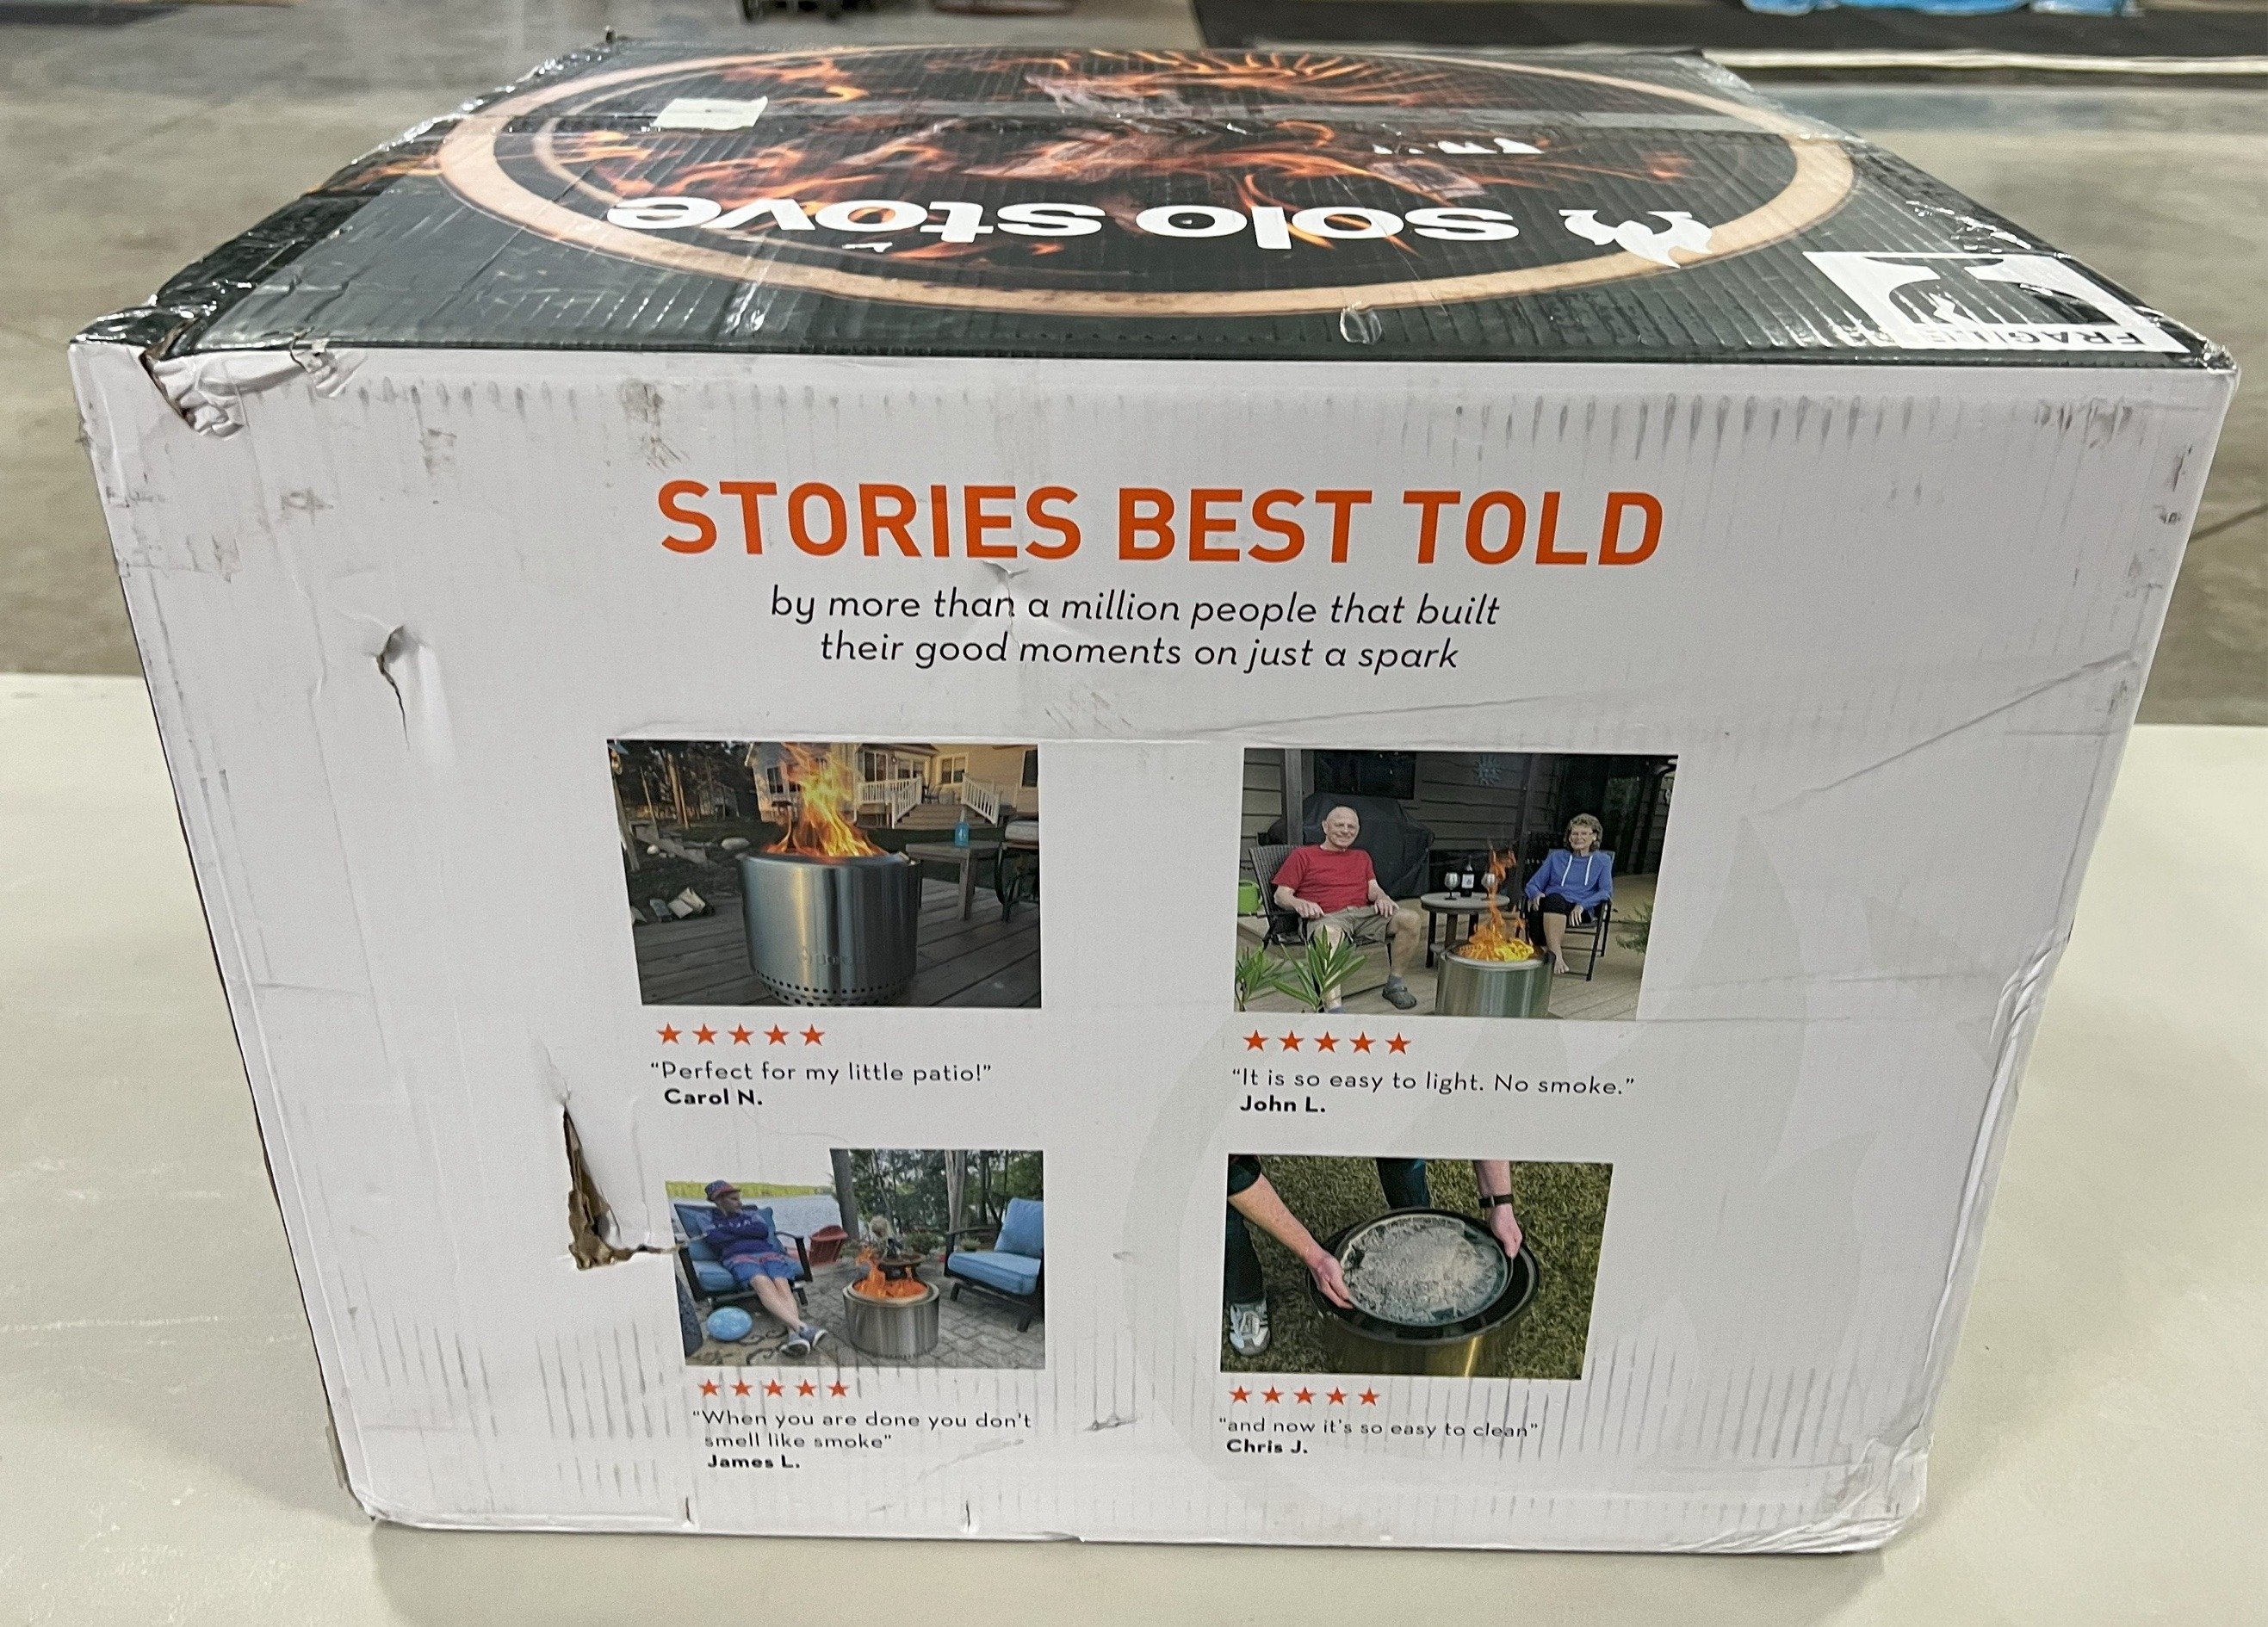 solo stove
FRAGILE
STORIES BEST TOLD
by more than a million people that built
their good moments on just a spark
"Perfect for my little patio!"
Carol N.
"It is so easy to light. No smoke."
John L.
"When you are done you don't
smell like smoke"
James L.
"and now it's so easy to clean"
Chris J.